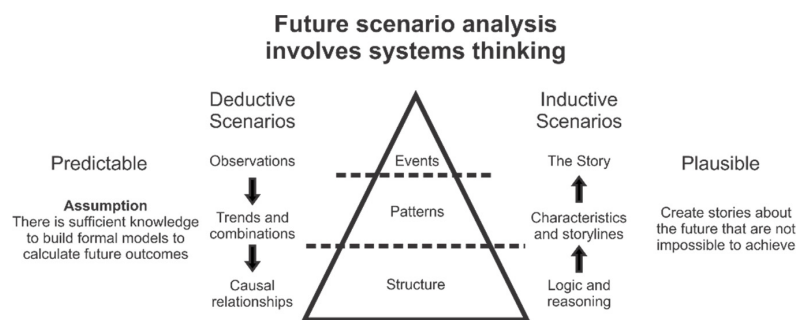 Future scenario analysis
involves systems thinking
Deductive
Scenarios
Inductive
Scenarios
Predictable
Observations
Events
The Story
Plausible
Assumption
There is sufficient knowledge
to build formal models to
calculate future outcomes
Trends and
combinations
Patterns
Characteristics
and storylines
Create stories about
the future that are not
impossible to achieve
Causal
relationships
Structure
Logic and
reasoning